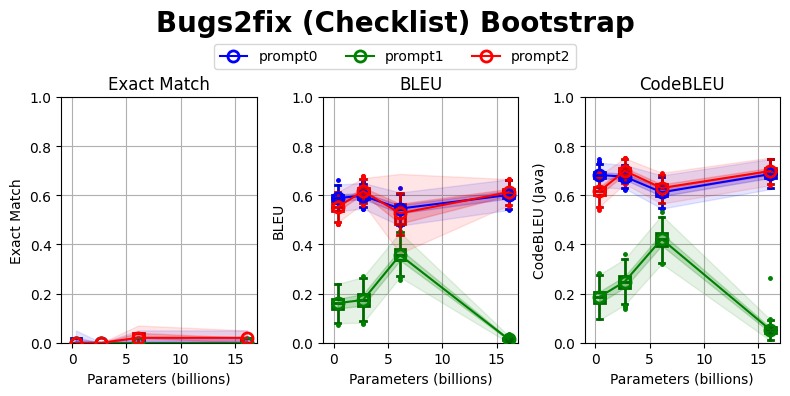 Bugs2fix (Checklist) Bootstrap
prompt0 prompt1 prompt2
Exact Match BLEU CodeBLEU
Exact Match
1.0
0.8
0.6
0.4
0.2
0.0
0 5 10 15
Parameters (billions)
BLEU
1.0
0.8
0.6
0.4
0.2
0.0
0 5 10 15
Parameters (billions)
CodeBLEU (Java)
1.0
0.8
0.6
0.4
0.2
0.0
0 5 10 15
Parameters (billions)